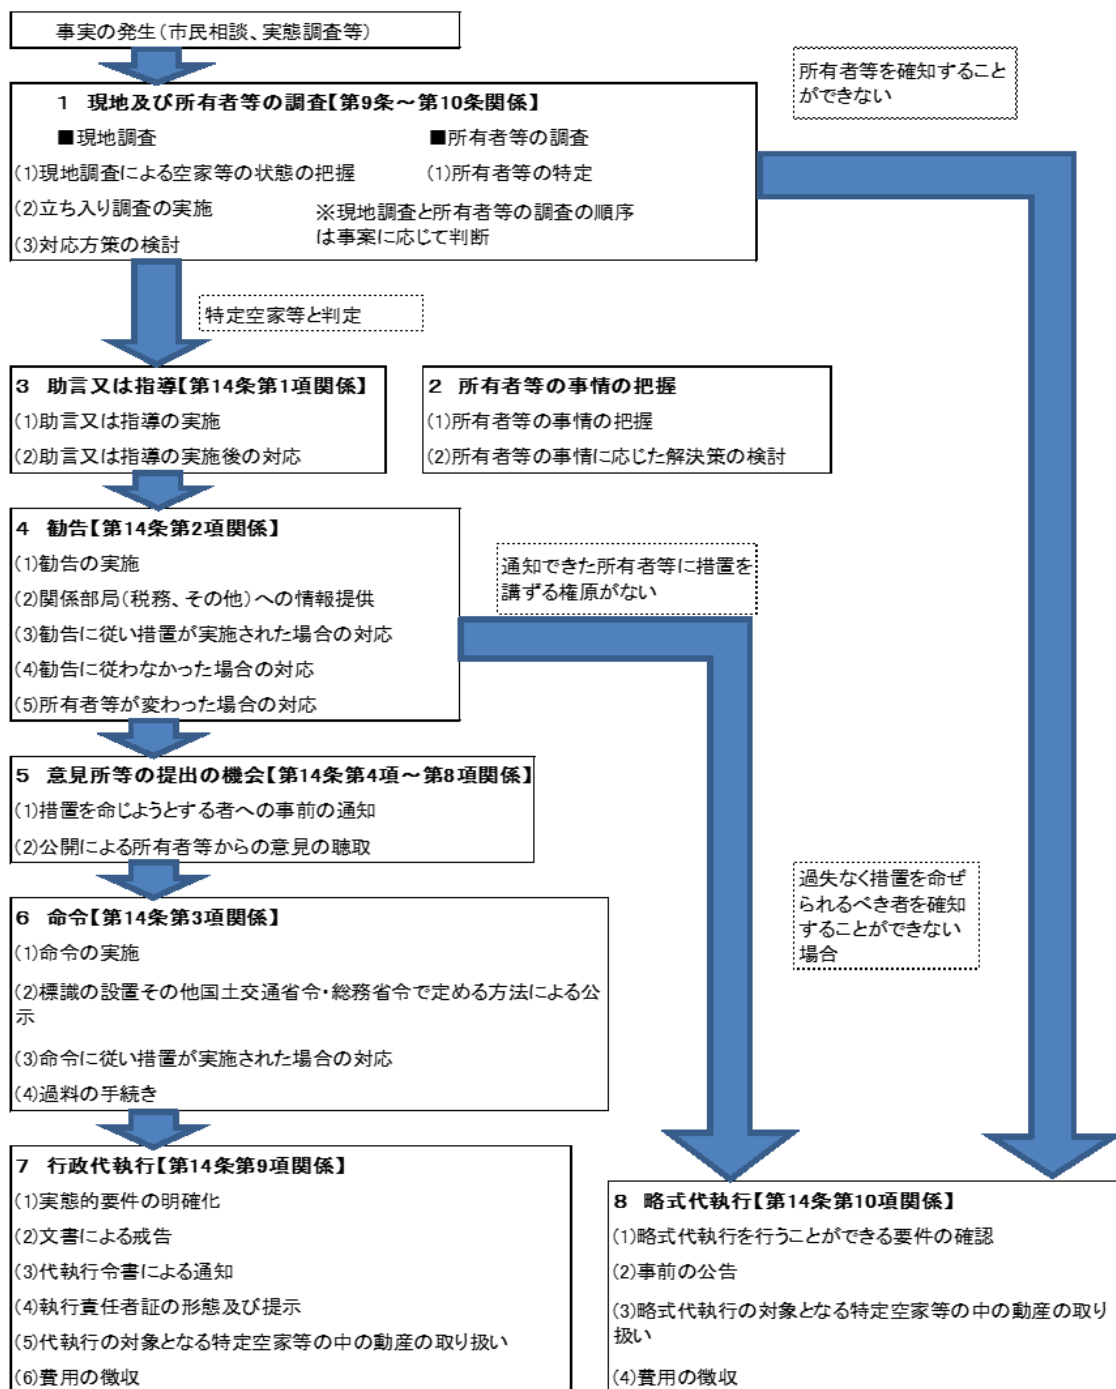 事実の発生(市民相談、実態調査等)
所有者等を確知すること
ができない
1 現地及び所有者等の調査【第9条~第10条関係】
■現地調査
■所有者等の調査
(1)現地調査による空家等の状態の把握
(1)所有者等の特定
(2)立ち入り調査の実施
※現地調査と所有者等の調査の順序
は事案に応じて判断
(3)対応方策の検討
特定空家等と判定
3 助言又は指導【第14条第1項関係】
(1)助言又は指導の実施
(2)助言又は指導の実施後の対応
2 所有者等の事情の把握
(1)所有者等の事情の把握
(2)所有者等の事情に応じた解決策の検討
4 勧告【第14条第2項関係】
(1)勧告の実施
(2)関係部局(税務、その他)への情報提供
(3)勧告に従い措置が実施された場合の対応
(4)勧告に従わなかった場合の対応
(5)所有者等が変わった場合の対応
通知できた所有者等に措置を
講ずる権原がない
5 意見所等の提出の機会【第14条第4項~第8項関係】
(1)措置を命じようとする者への事前の通知
(2)公開による所有者等からの意見の聴取
過失なく措置を命ぜ
られるべき者を確知
することができない
場合
6 命令【第14条第3項関係】
(1)命令の実施
(2)標識の設置その他国土交通省令・総務省令で定める方法による公
示
(3)命令に従い措置が実施された場合の対応
(4)過料の手続き
7 行政代執行【第14条第9項関係】
(1)実態的要件の明確化
(2)文書による戒告
(3)代執行令書による通知
(4)執行責任者証の形態及び提示
(5)代執行の対象となる特定空家等の中の動産の取り扱い
(6)費用の徴収
8 略式代執行【第14条第10項関係】
(1)略式代執行を行うことができる要件の確認
(2)事前の公告
(3)略式代執行の対象となる特定空家等の中の動産の取り
扱い
(4)費用の徴収